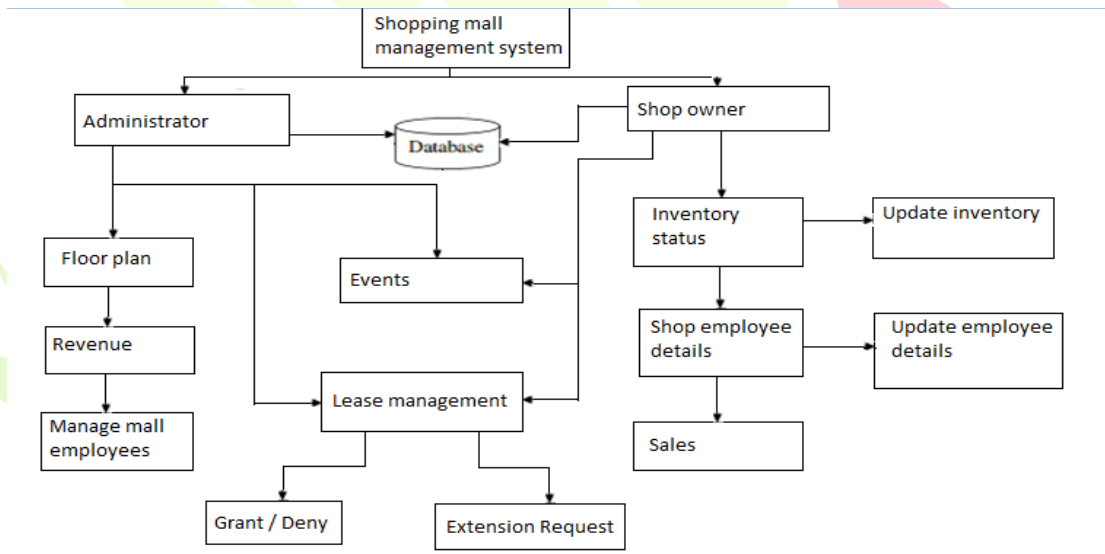 Shopping mall
management system
Administrator
Shop owner
Database
Inventory
status
Update inventory
Floor plan
Events
Revenue
Shop employee
details
Update employee
details
Lease management
Manage mall
employees
Sales
Grant / Deny
Extension Request